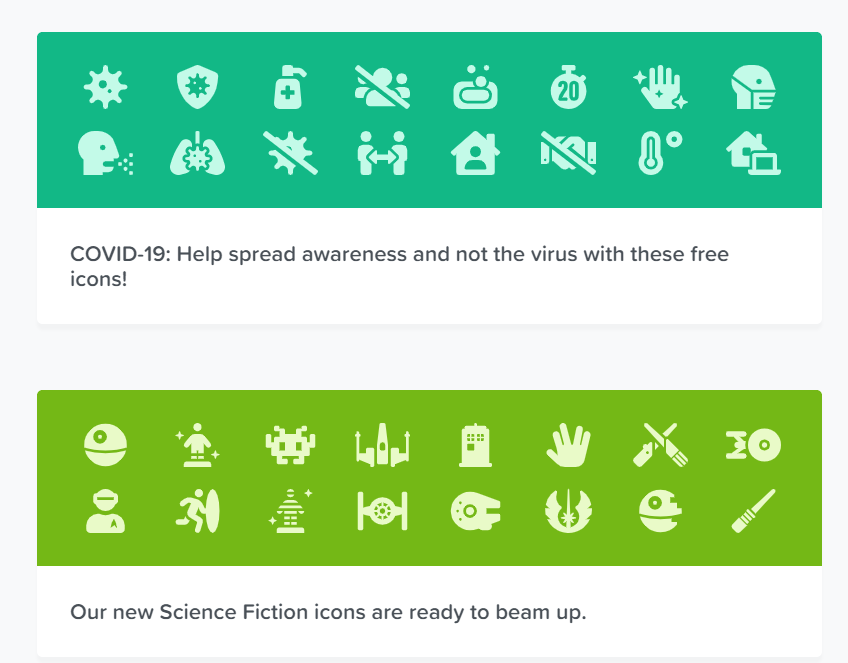 20
COVID-19: Help spread awareness and not the virus with these free
icons!
Our new Science Fiction icons are ready to beam up.